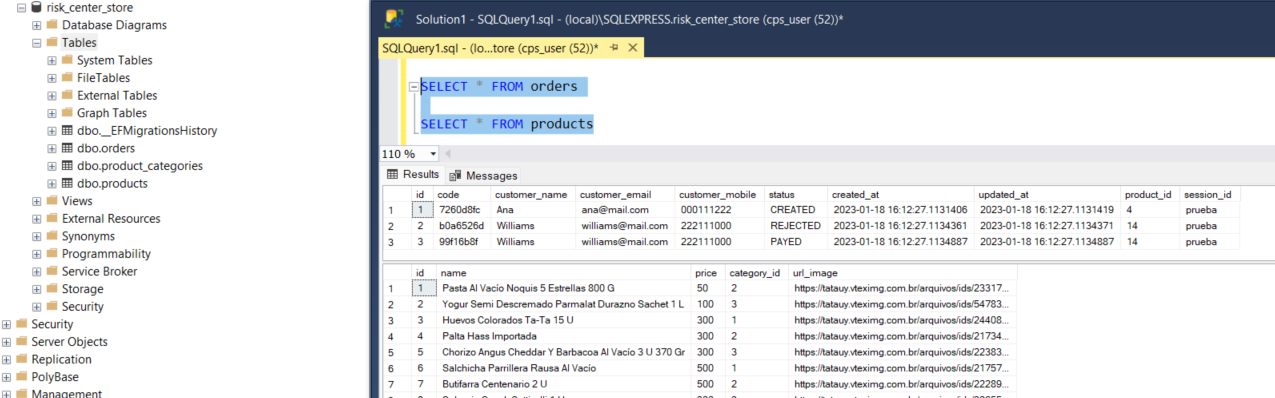 risk_center_store
Database Diagrams
Tables
System Tables
FileTables
External Tables
Graph Tables
dbo.__EFMigrationsHistory
dbo.orders
dbo.product_categories
dbo.products
Views
External Resources
Synonyms
Programmability
Service Broker
Storage
Security
Security
Server Objects
Replication
PolyBase
Management
Solution1 - SQLQuery1.sql - (local)\SQLEXPRESS.risk_center_store (cps_user (52))*
SQLQuery1.sql - (lo...tore (cps_user (52))*
SELECT * FROM orders
SELECT * FROM products
110 %
Results Messages
id code customer_name customer_email customer_mobile status created_at updated_at product_id session_id
1 1 7260d8fc Ana ana@mail.com 000111222 CREATED 2023-01-18 16:12:27.1131406 2023-01-18 16:12:27.1131419 4 prueba
2 2 b0a6526d Williams williams@mail.com 222111000 REJECTED 2023-01-18 16:12:27.1134361 2023-01-18 16:12:27.1134371 14 prueba
3 3 99f16b8f Williams williams@mail.com 222111000 PAYED 2023-01-18 16:12:27.1134887 2023-01-18 16:12:27.1134887 14 prueba
id name price category_id url_image
1 1 Pasta Al Vacío Noquis 5 Estrellas 800 G 50 2 https://tatauy.vteximg.com.br/arquivos/ids/23317...
2 2 Yogur Semi Descremado Parmalat Durazno Sachet 1 L 100 3 https://tatauy.vteximg.com.br/arquivos/ids/54783...
3 3 Huevos Colorados Ta-Ta 15 U 300 1 https://tatauy.vteximg.com.br/arquivos/ids/24408...
4 4 Palta Hass Importada 300 2 https://tatauy.vteximg.com.br/arquivos/ids/21734...
5 5 Chorizo Angus Cheddar Y Barbacoa Al Vacío 3 U 370 Gr 300 3 https://tatauy.vteximg.com.br/arquivos/ids/22383...
6 6 Salchicha Parrillera Rausa Al Vacío 500 1 https://tatauy.vteximg.com.br/arquivos/ids/21757...
7 7 Butifarra Centenario 2 U 500 2 https://tatauy.vteximg.com.br/arquivos/ids/22289...